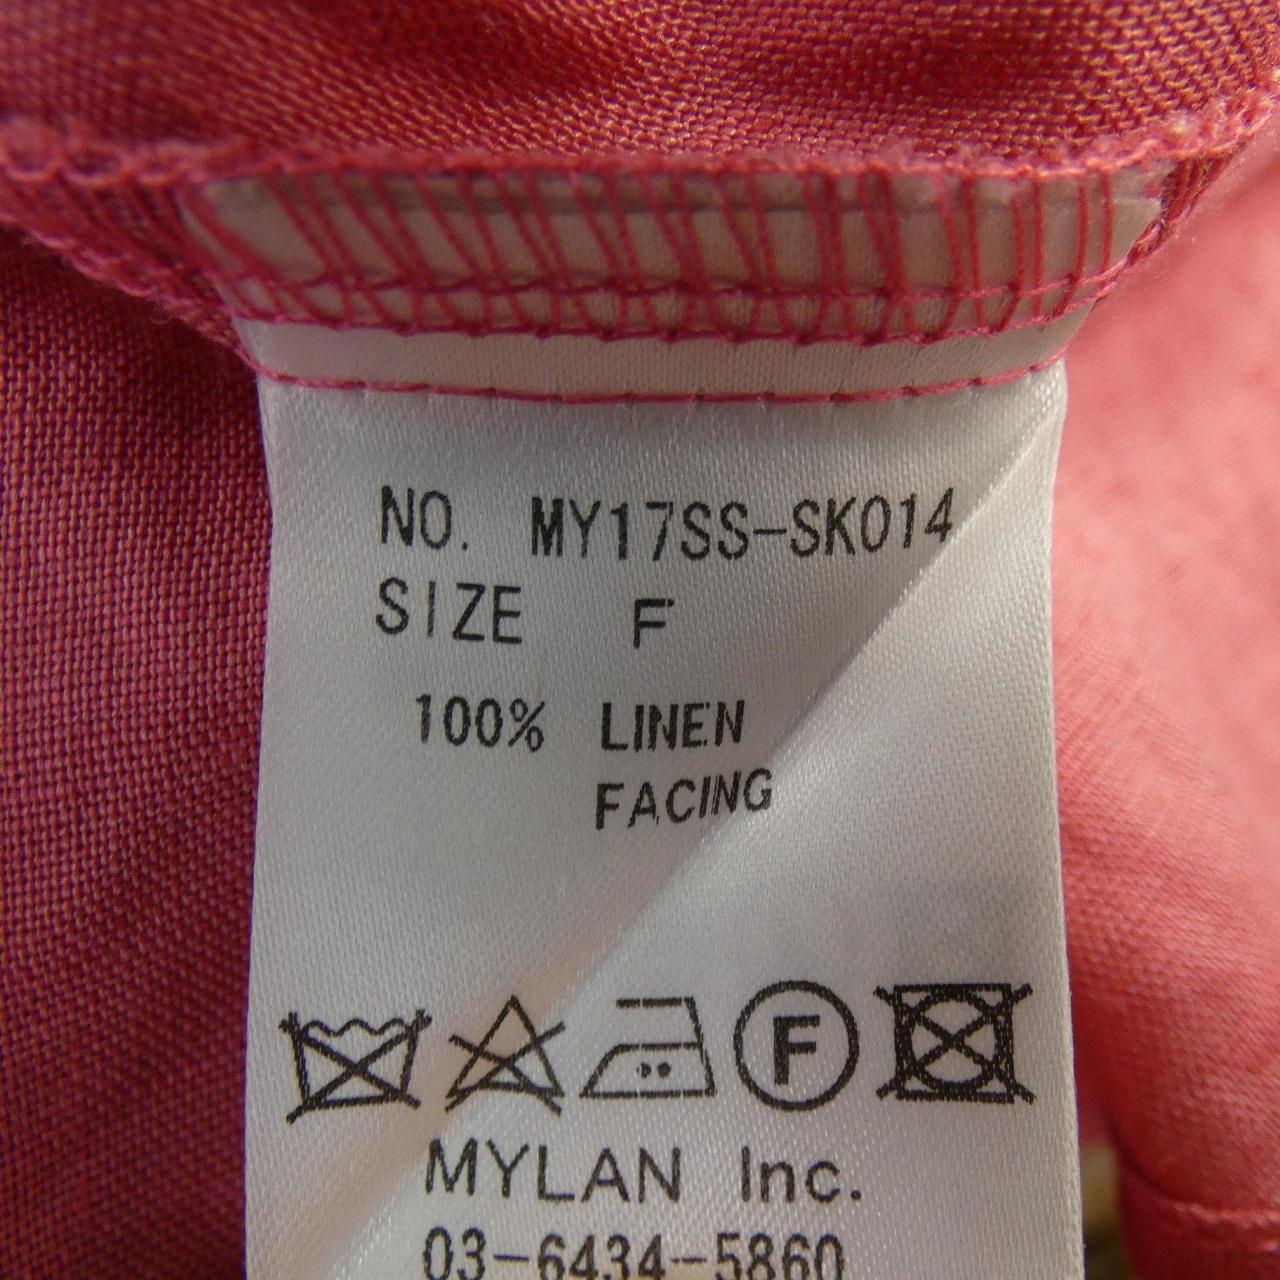 NO. MY17SS-SK014
SIZE F
100% LINEN
FACING
F
MYLAN Inc.
03-6434-5860